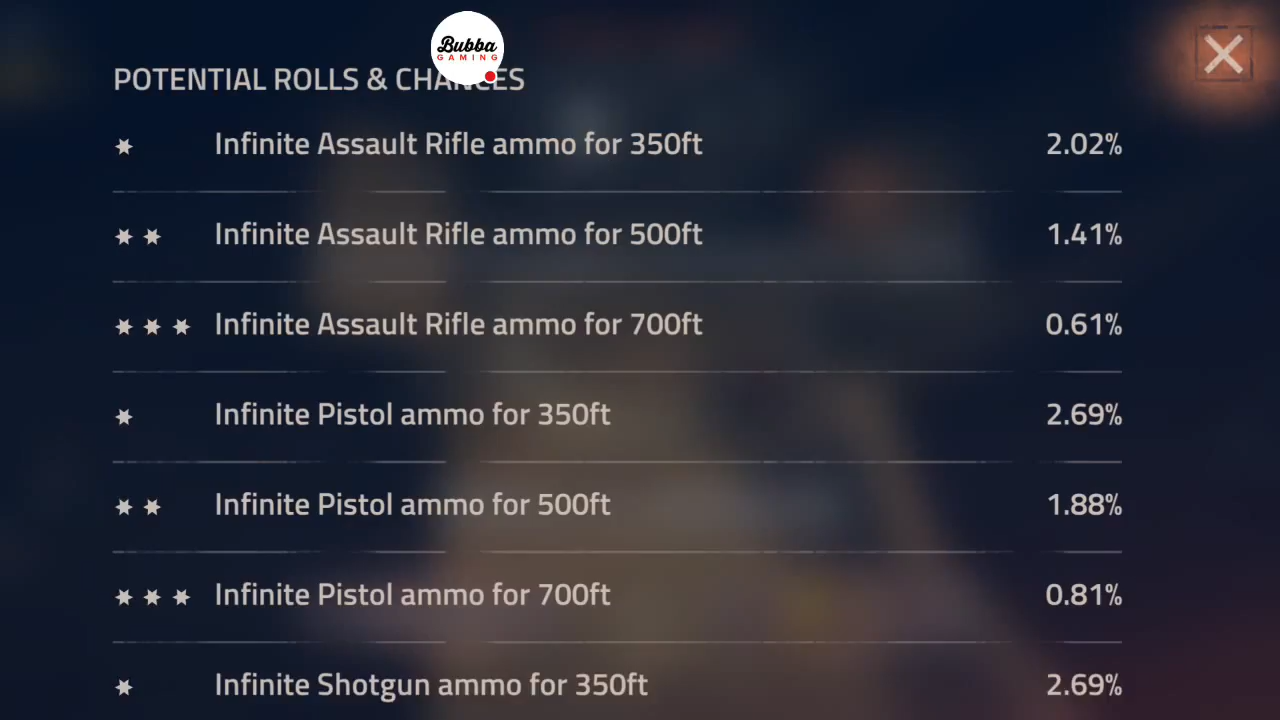 Bubba
GAMING
POTENTIAL ROLLS & CHANCES
Infinite Assault Rifle ammo for 350ft 2.02%
Infinite Assault Rifle ammo for 500ft 1.41%
Infinite Assault Rifle ammo for 700ft 0.61%
Infinite Pistol ammo for 350ft 2.69%
Infinite Pistol ammo for 500ft 1.88%
Infinite Pistol ammo for 700ft 0.81%
Infinite Shotgun ammo for 350ft 2.69%